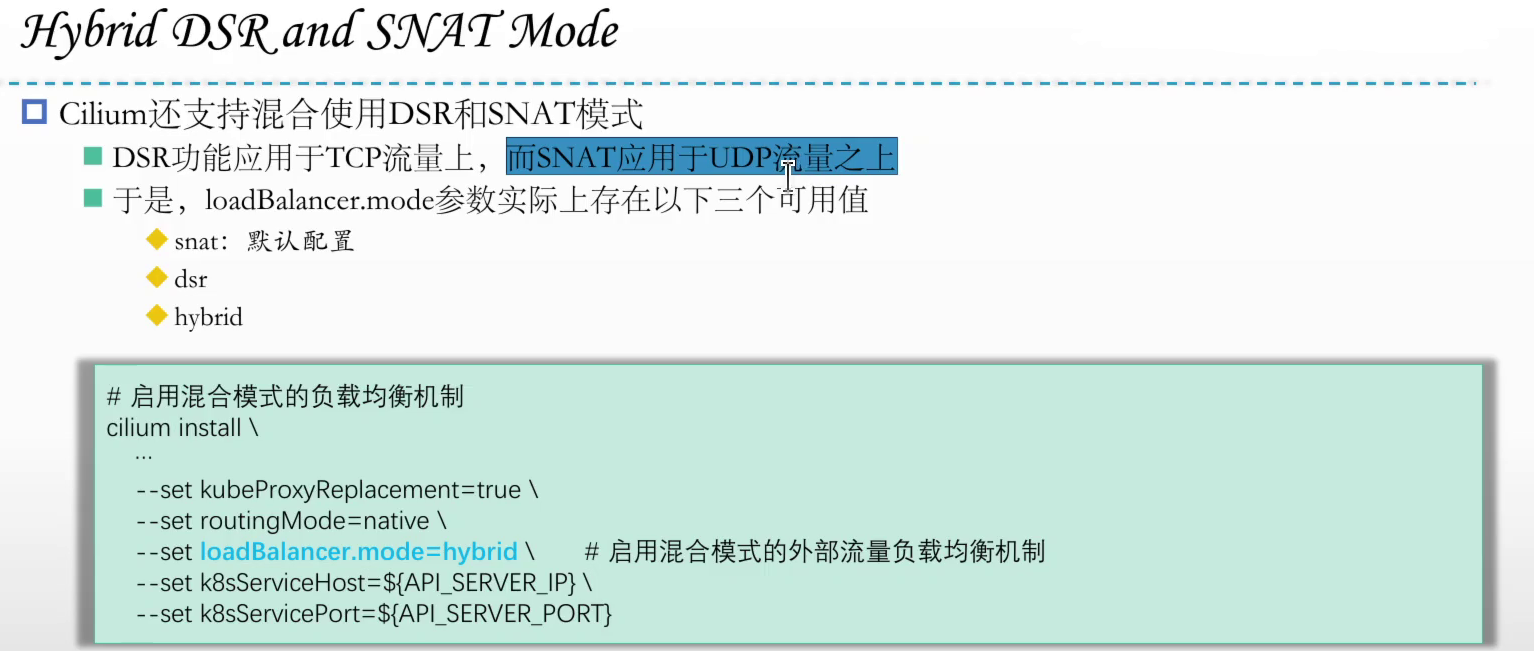 Hybrid DSR and SNAT Mode
Cilium还支持混合使用DSR和SNAT模式
DSR功能应用于TCP流量上，而SNAT应用于UDP流量之上
于是，loadBalancer.mode参数实际上存在以下三个可用值
snat：默认配置
dsr
hybrid
# 启用混合模式的负载均衡机制
cilium install \
...
--set kubeProxyReplacement=true \
--set routingMode=native \
--set loadBalancer.mode=hybrid \ # 启用混合模式的外部流量负载均衡机制
--set k8sServiceHost=${API_SERVER_IP} \
--set k8sServicePort=${API_SERVER_PORT}